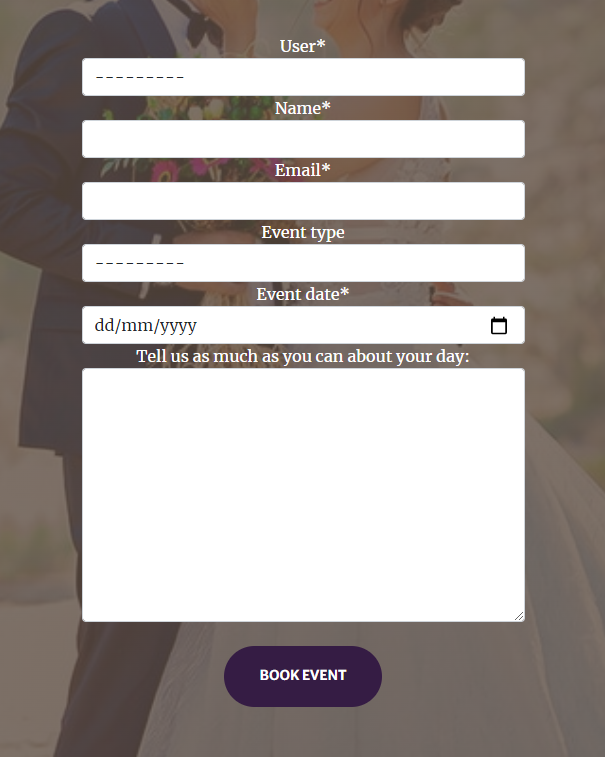 User*
---------
Name*
Email*
Event type
---------
Event date*
dd/mm/yyyy
Tell us as much as you can about your day:
BOOK EVENT